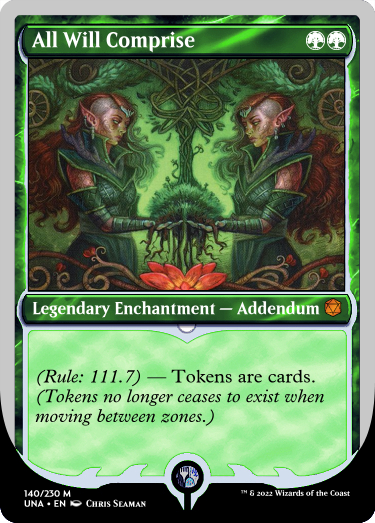 All Will Comprise
Legendary Enchantment — Addendum
(Rule: 111.7) — Tokens are cards.
(Tokens no longer ceases to exist when
moving between zones.)
140/230 M
UNA • EN Chris Seaman
™ & 2022 Wizards of the Coast